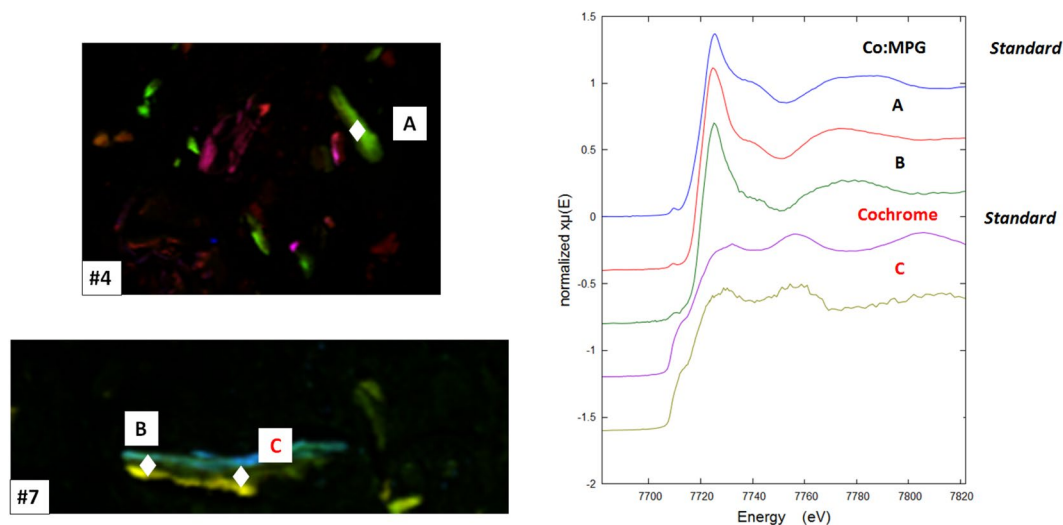 A
#4
B
C
#7
1.5
1
0.5
0
-0.5
-1
-1.5
-2
normalized xμ(E)
7700
7720
7740
7760
7780
7800
7820
Energy (eV)
Co:MPG
Standard
A
B
Cochrome
Standard
C